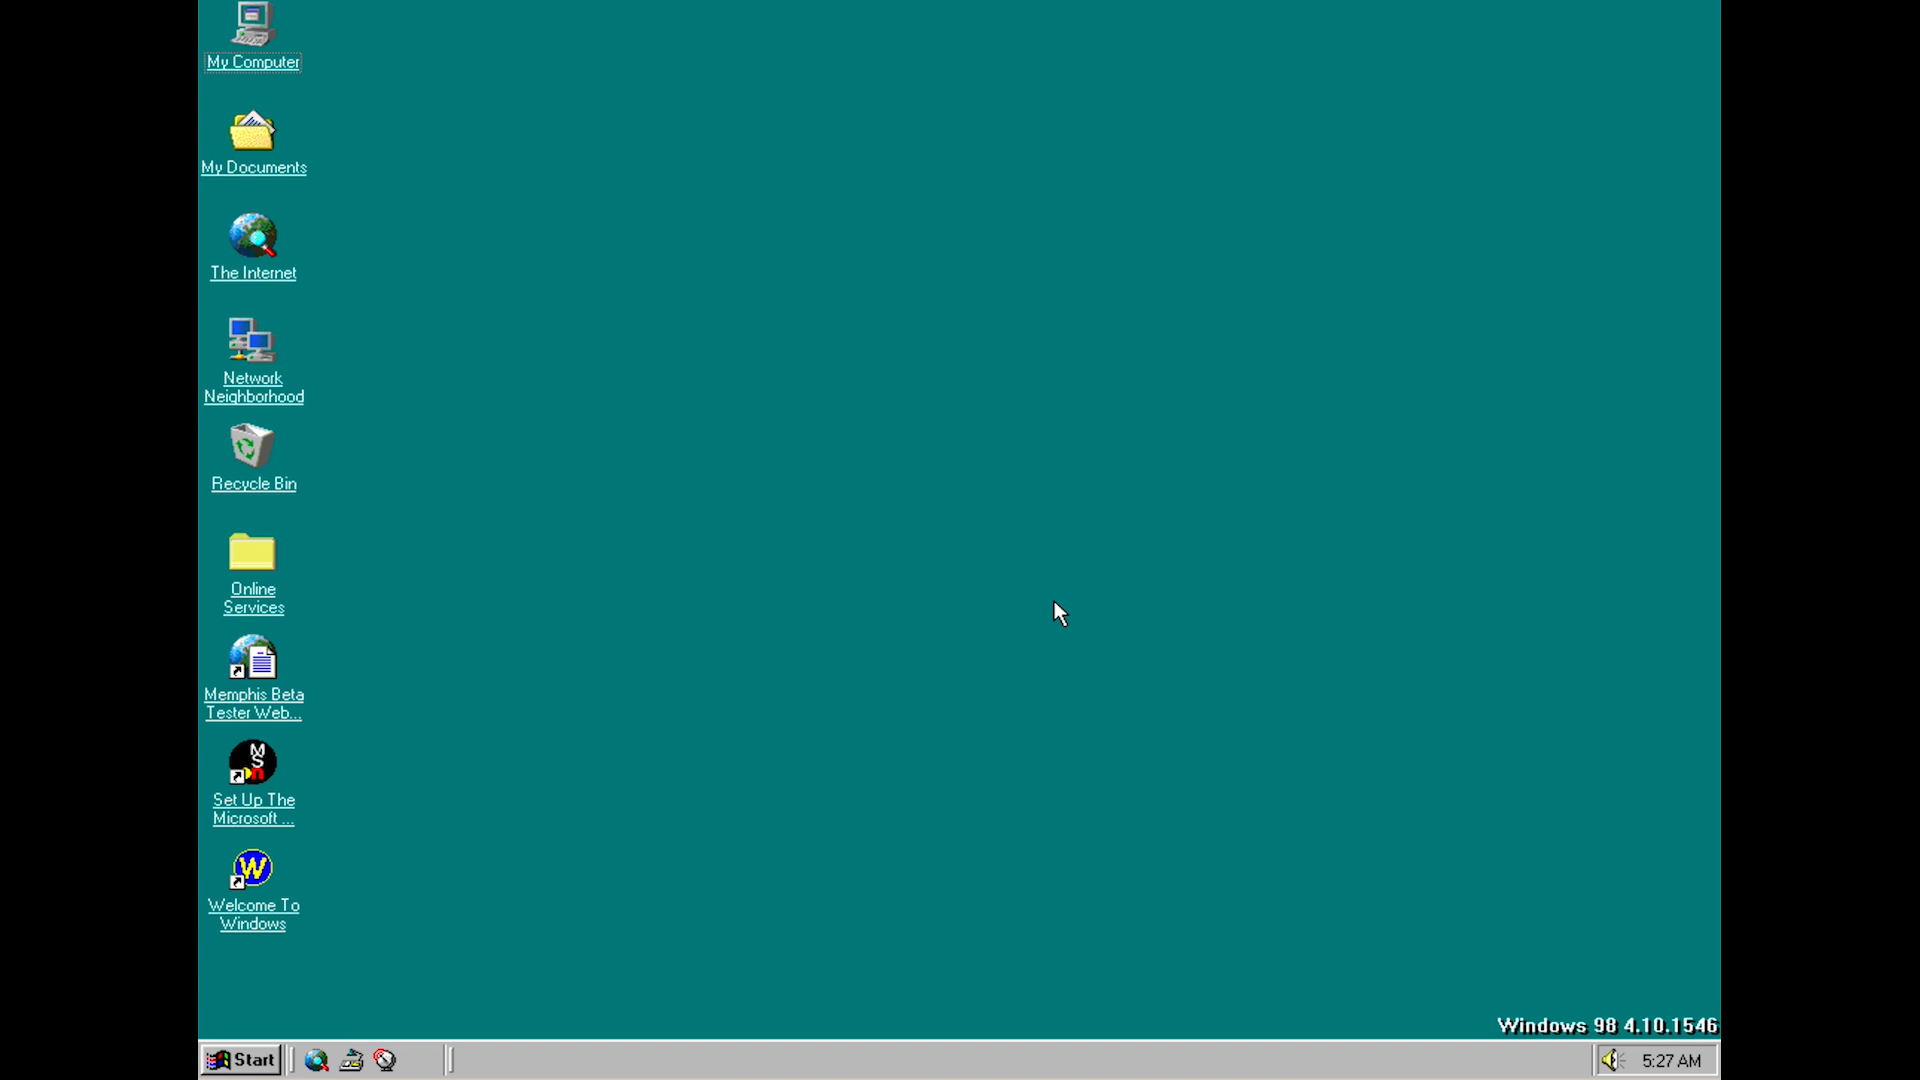 My Computer
My Documents
The Internet
Network
Neighborhood
Recycle Bin
Online
Services
Memphis Beta
Tester Web...
MSn
Set Up The
Microsoft ...
W
Welcome To
Windows
Windows 98 4.10.1546
Start
5:27 AM